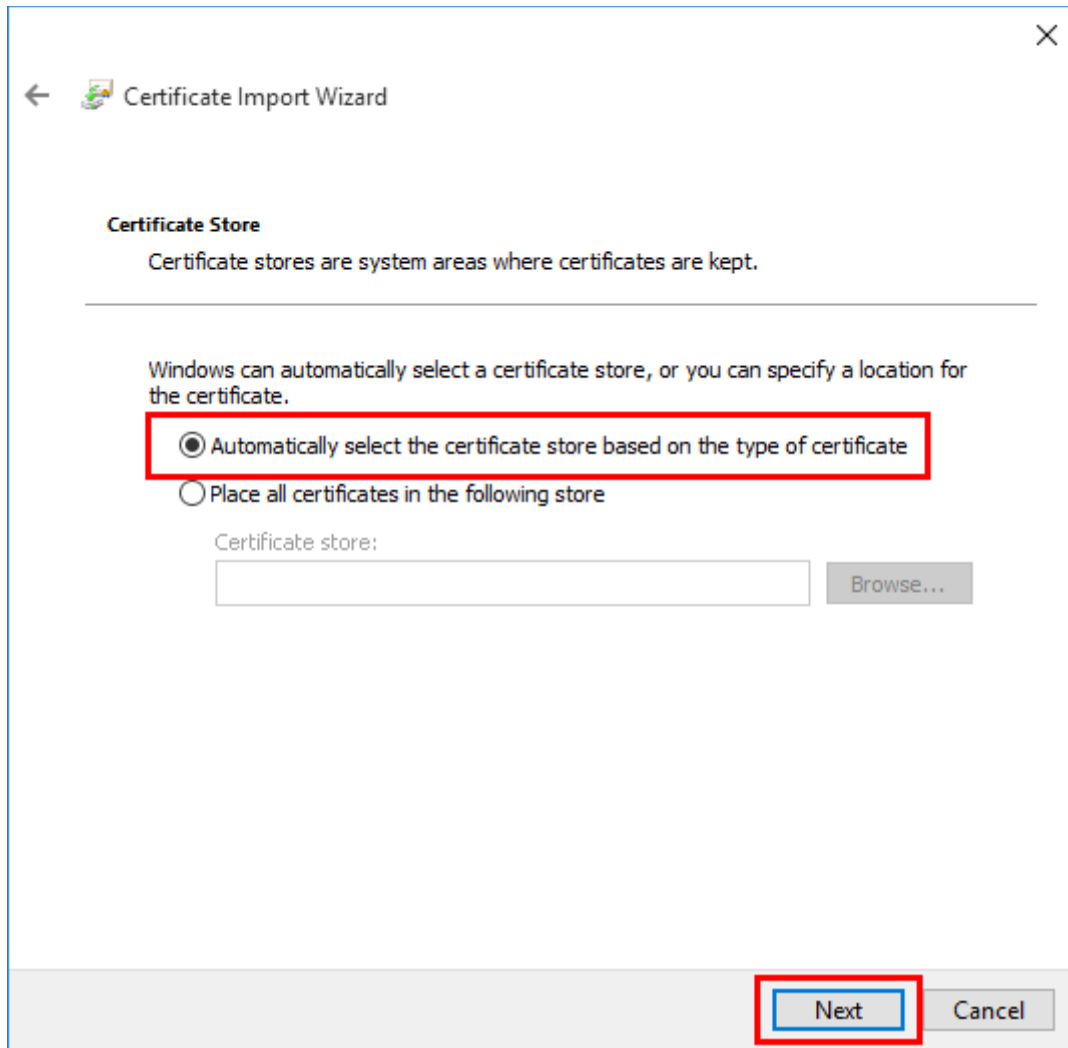 Certificate Import Wizard
Certificate Store
Certificate stores are system areas where certificates are kept.
Windows can automatically select a certificate store, or you can specify a location for
the certificate.
Automatically select the certificate store based on the type of certificate
Place all certificates in the following store
Certificate store:
Browse...
Next
Cancel